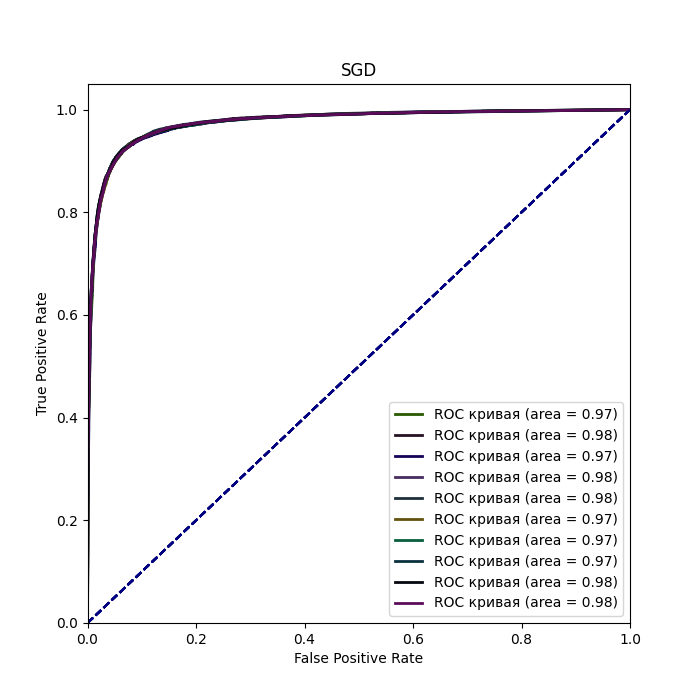 SGD
1.0
0.8
0.6
0.4
0.2
0.0
True Positive Rate
ROC кривая (area = 0.97)
ROC кривая (area = 0.98)
ROC кривая (area = 0.97)
ROC кривая (area = 0.98)
ROC кривая (area = 0.98)
ROC кривая (area = 0.97)
ROC кривая (area = 0.97)
ROC кривая (area = 0.97)
ROC кривая (area = 0.98)
ROC кривая (area = 0.98)
0.0 0.2 0.4 0.6 0.8 1.0
False Positive Rate